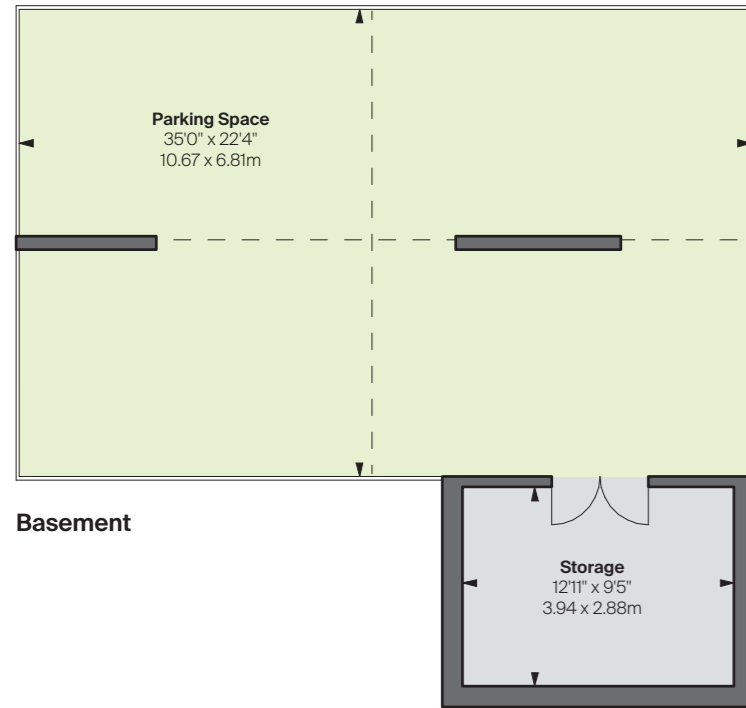 Parking Space
35'0" x 22'4"
10.67 x 6.81m
Basement
Storage
12'11" x 9'5"
3.94 x 2.88m